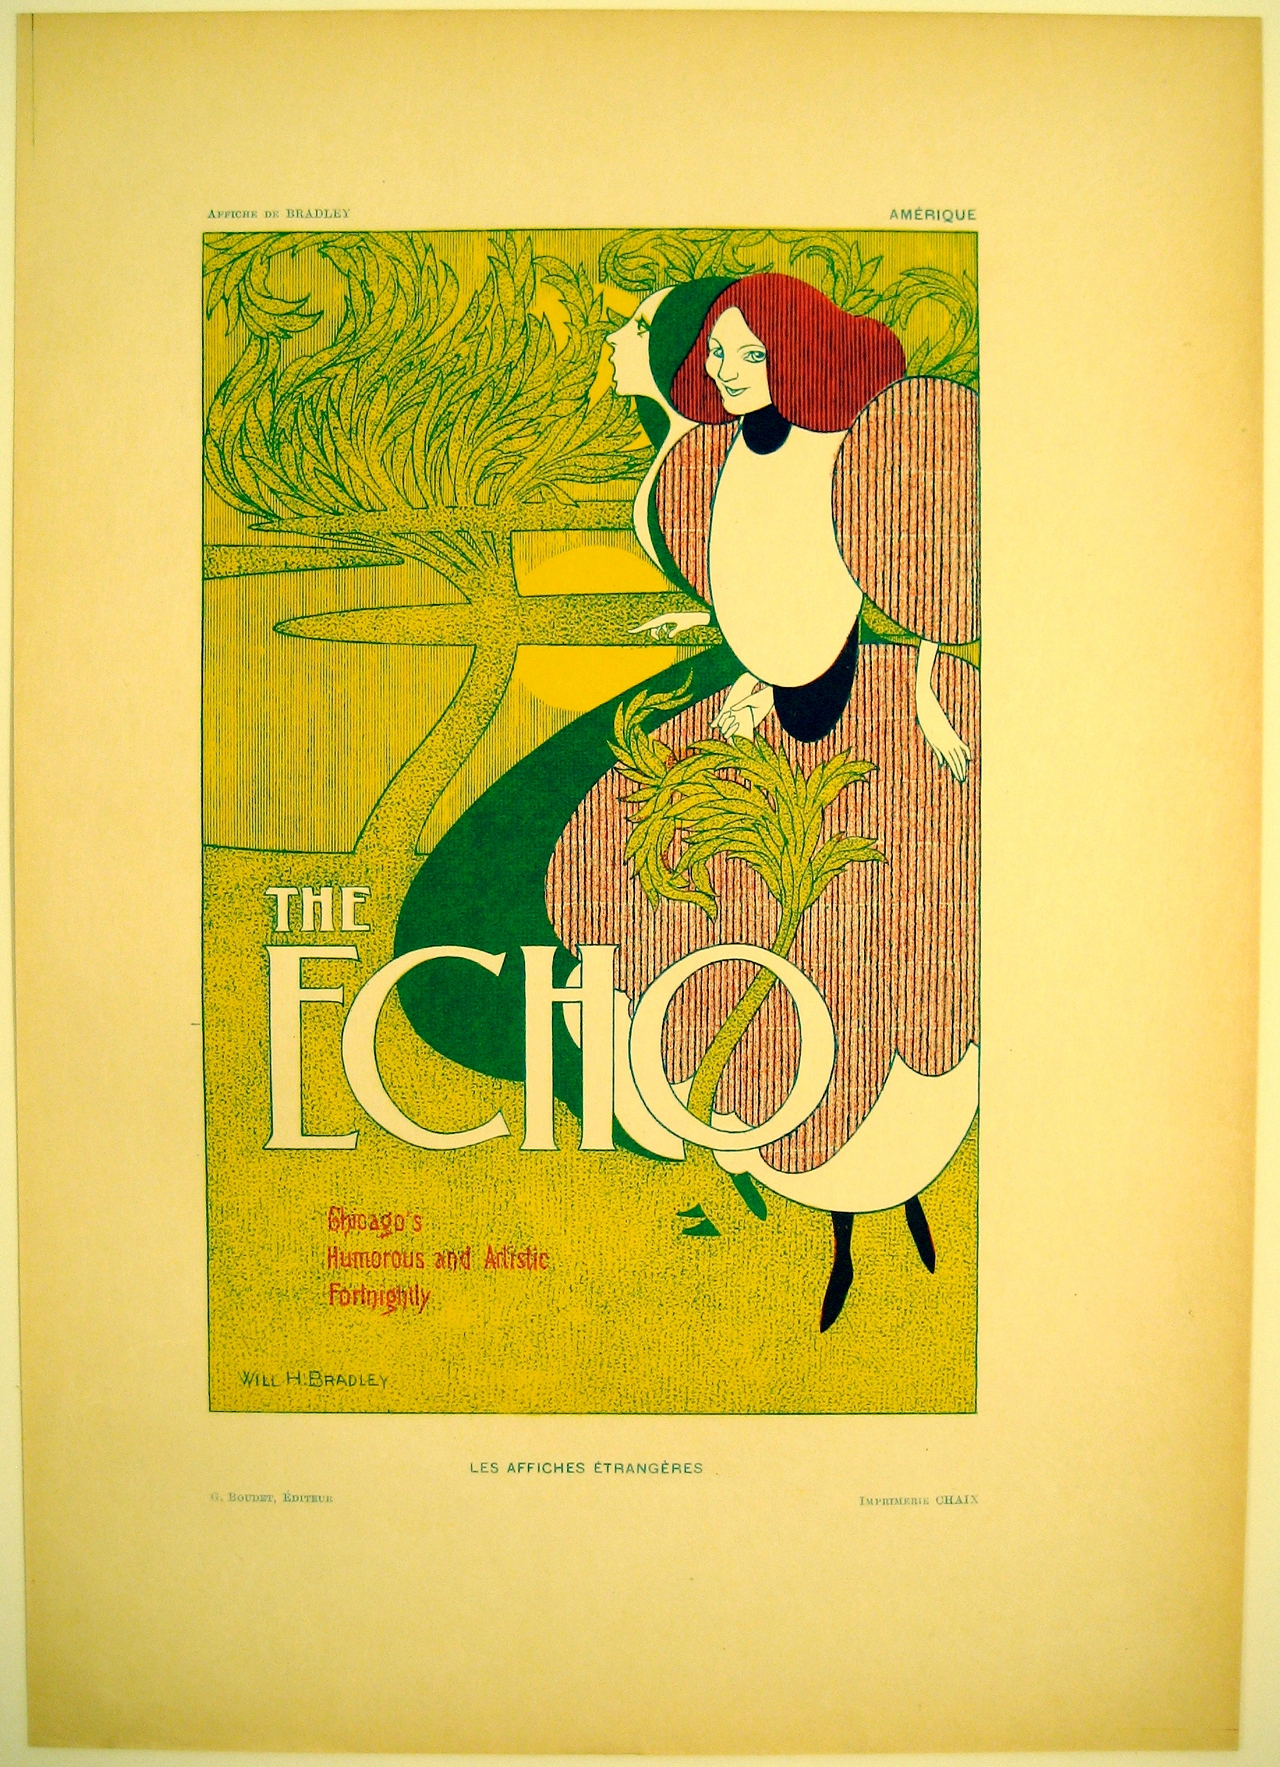 AFFICHE DE BRADLEY
AMÉRIQUE
THE
ECHO
Chicago's
Humorous and Artistic
Fortnightly
WILL H. BRADLEY
LES AFFICHES ÉTRANGÈRES
G. BOUDET, ÉDITEUR
IMPRIMERIE CHAIX